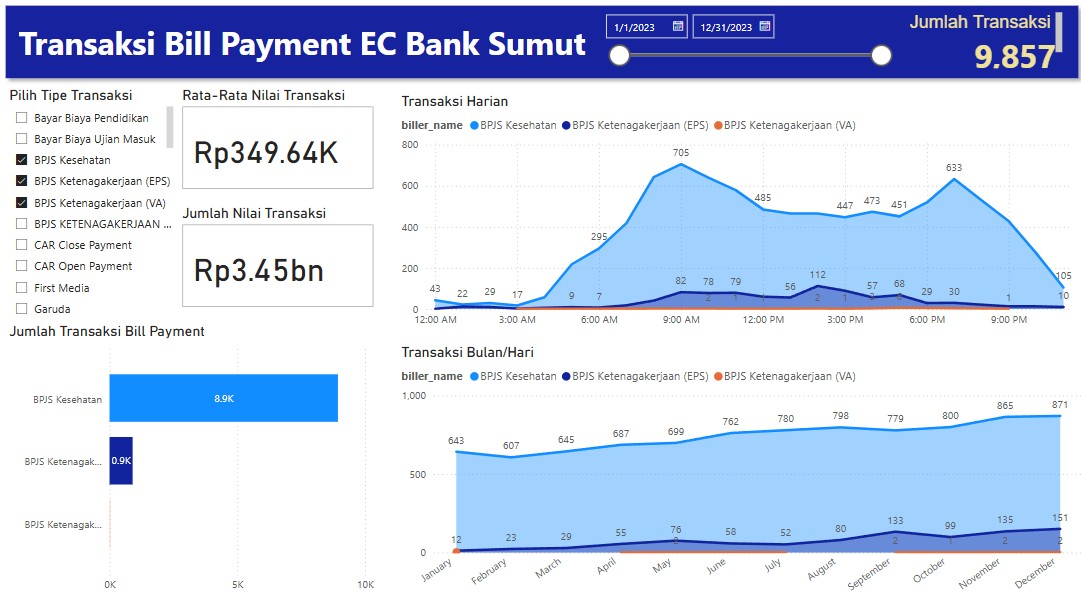 Transaksi Bill Payment EC Bank Sumut
1/1/2023
12/31/2023
Jumlah Transaksi
9.857
Pilih Tipe Transaksi
Bayar Biaya Pendidikan
Bayar Biaya Ujian Masuk
BPJS Kesehatan
BPJS Ketenagakerjaan (EPS)
BPJS Ketenagakerjaan (VA)
BPJS KETENAGAKERJAAN ...
CAR Close Payment
CAR Open Payment
First Media
Garuda
Rata-Rata Nilai Transaksi
Rp349.64K
Jumlah Nilai Transaksi
Rp3.45bn
Jumlah Transaksi Bill Payment
BPJS Kesehatan
8.9K
BPJS Ketenagak...
0.9K
BPJS Ketenagak...
0K 5K 10K
Transaksi Harian
biller_name BPJS Kesehatan BPJS Ketenagakerjaan (EPS) BPJS Ketenagakerjaan (VA)
800
600
400
200
0
705
633
485
447 473 451
295
43 22 29 17
105
9 7
82 78 79 56 112 57 68 29 30
2 1 1 2 1 1
10
12:00 AM 3:00 AM 6:00 AM 9:00 AM 12:00 PM 3:00 PM 6:00 PM 9:00 PM
Transaksi Bulan/Hari
biller_name BPJS Kesehatan BPJS Ketenagakerjaan (EPS) BPJS Ketenagakerjaan (VA)
1,000
500
0
643 607 645 687 699 762 780 798 779 800 865 871
12 23 29 55 76 58 52 80 133 99 135 151
2 2 1 2 2
January February March April May June July August September October November December